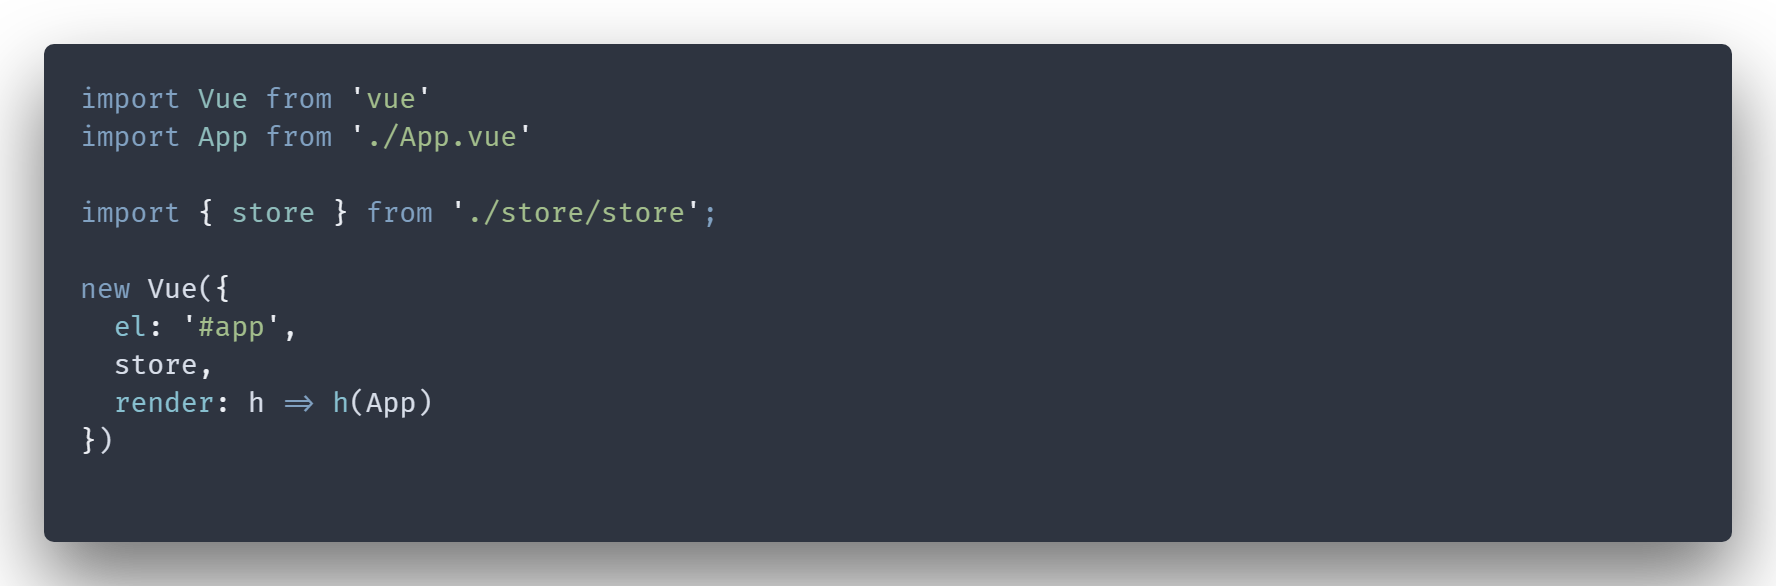 import Vue from 'vue'
import App from './App.vue'
import { store } from './store/store';
new Vue({
  el: '#app',
  store,
  render: h => h(App)
})